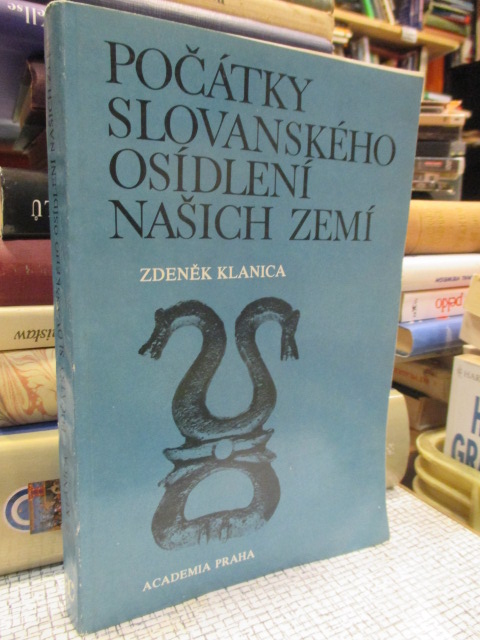 POČÁTKY
SLOVANSKÉHO
OSÍDLENÍ
NAŠICH ZEMÍ
ZDENĚK KLANICA
ACADEMIA PRAHA